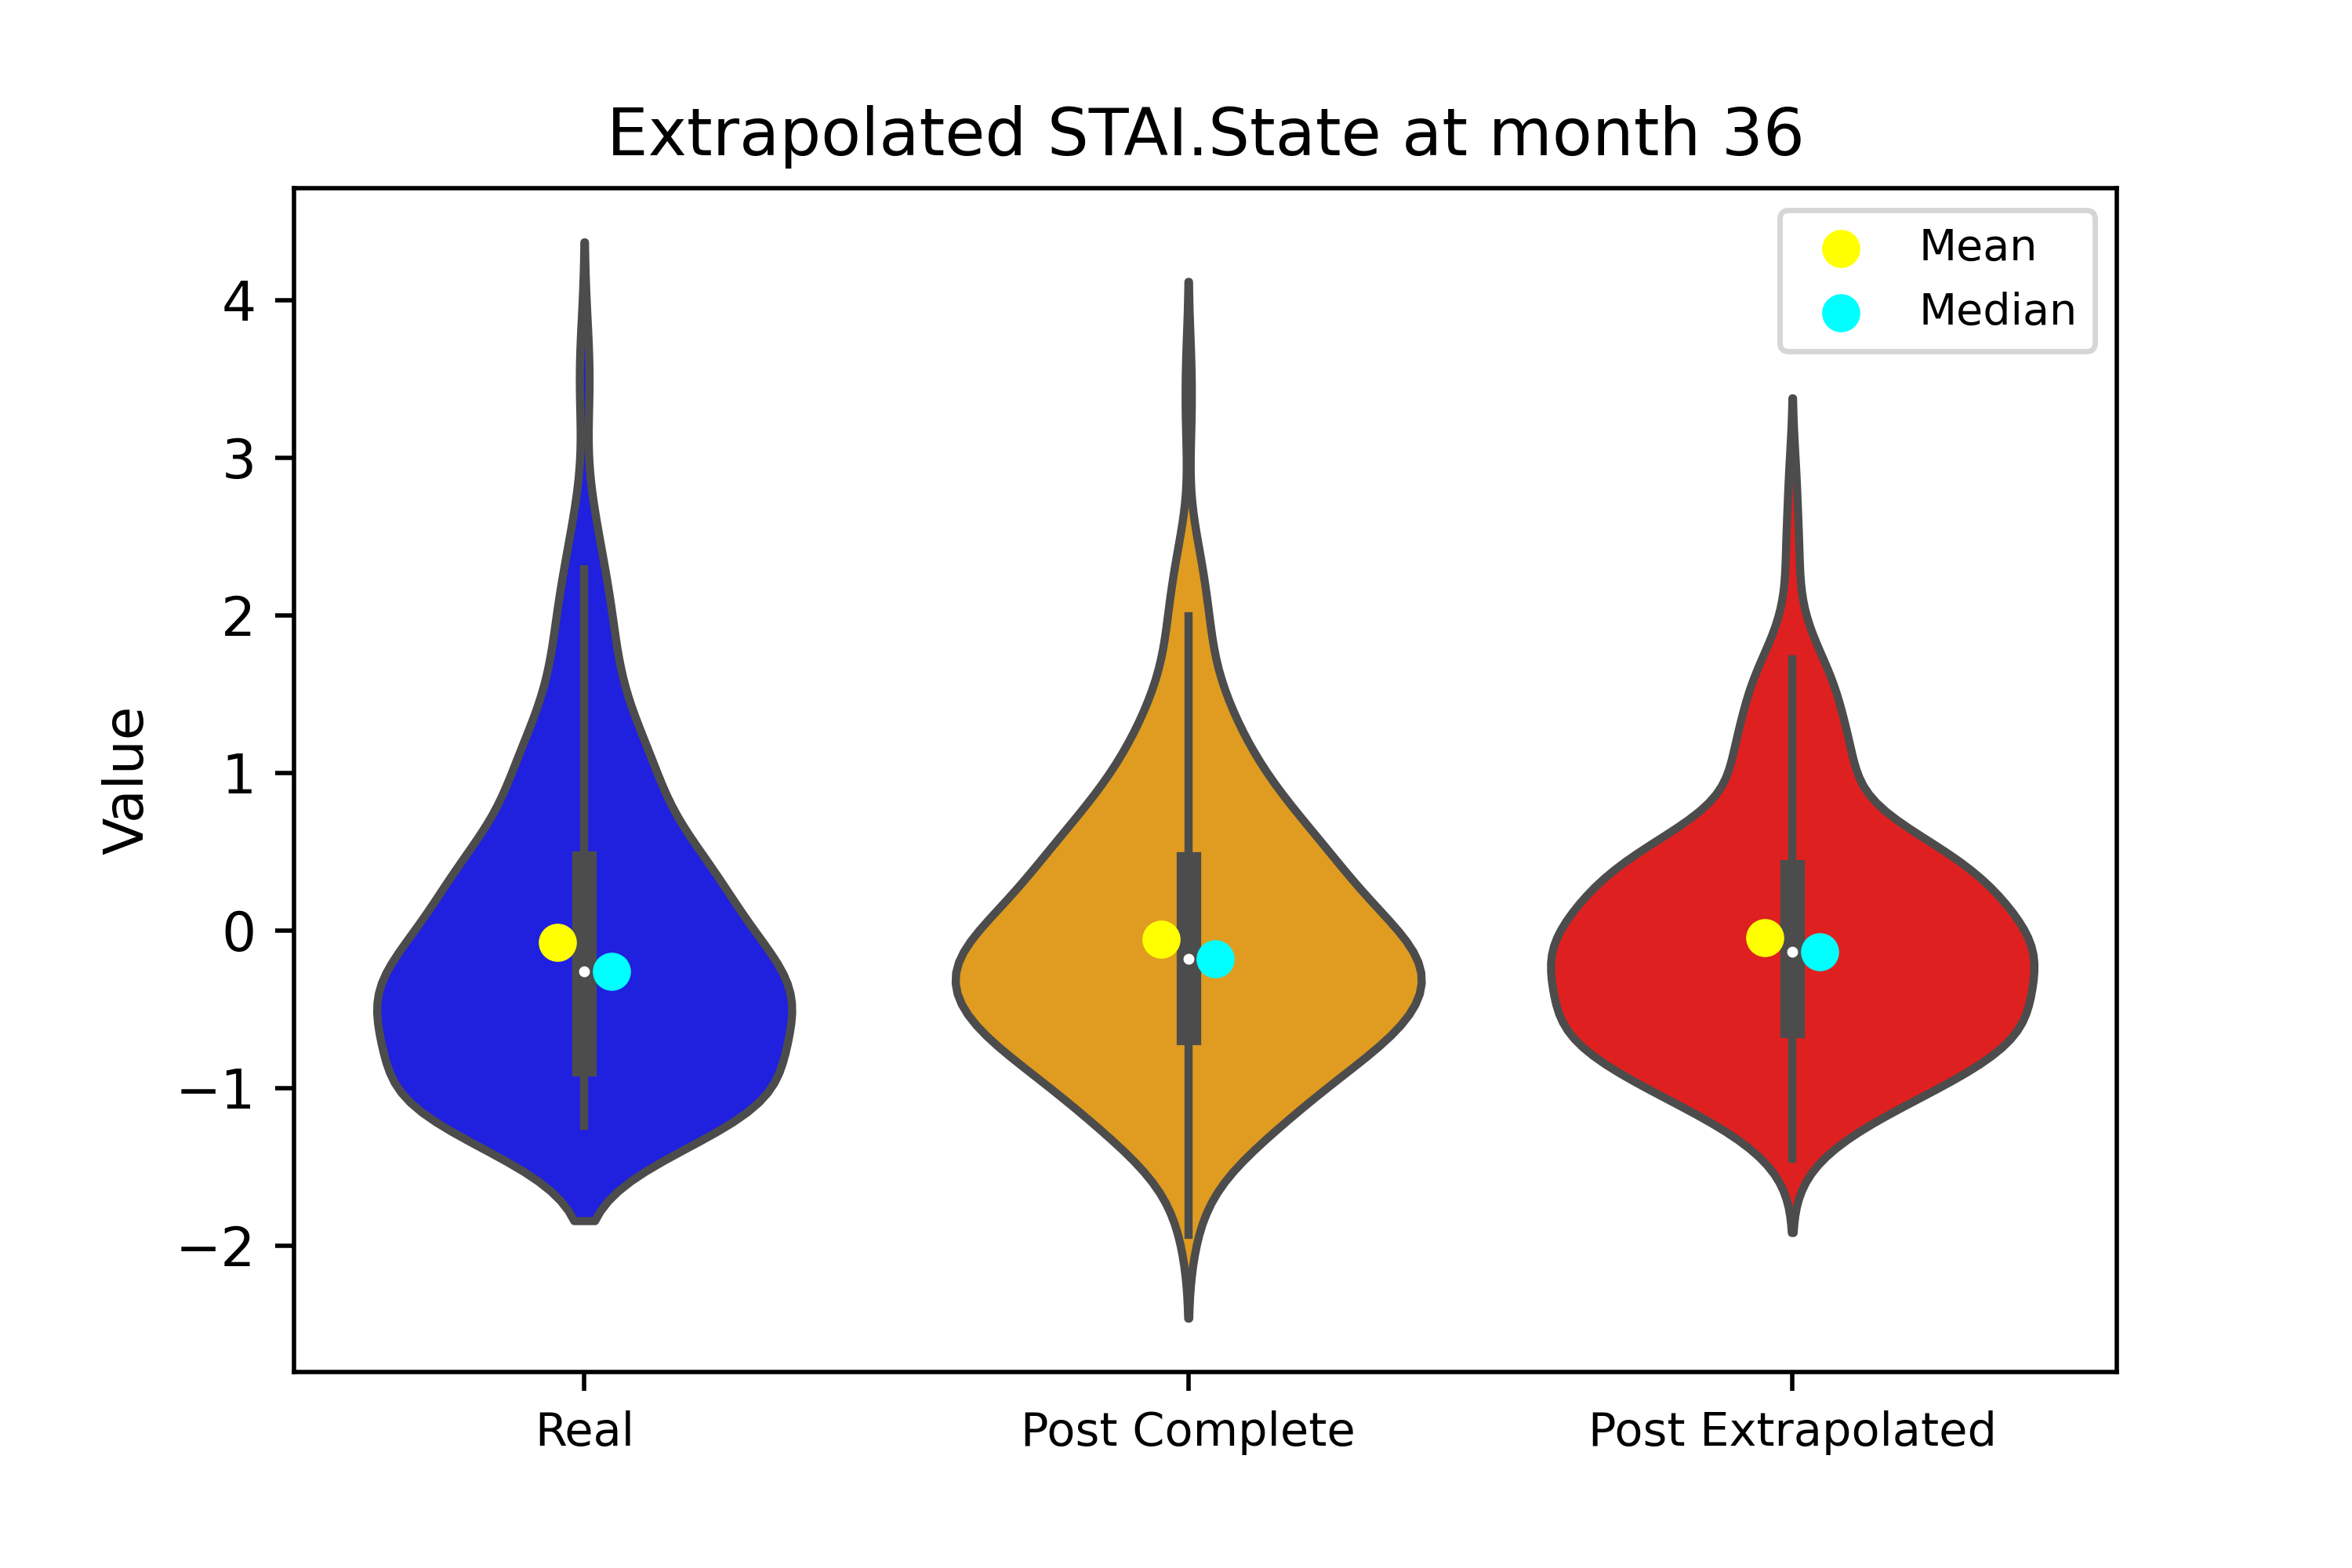 Extrapolated STAI.State at month 36
Mean
Median
Value
4
3
2
1
0
−1
−2
Real
Post Complete
Post Extrapolated